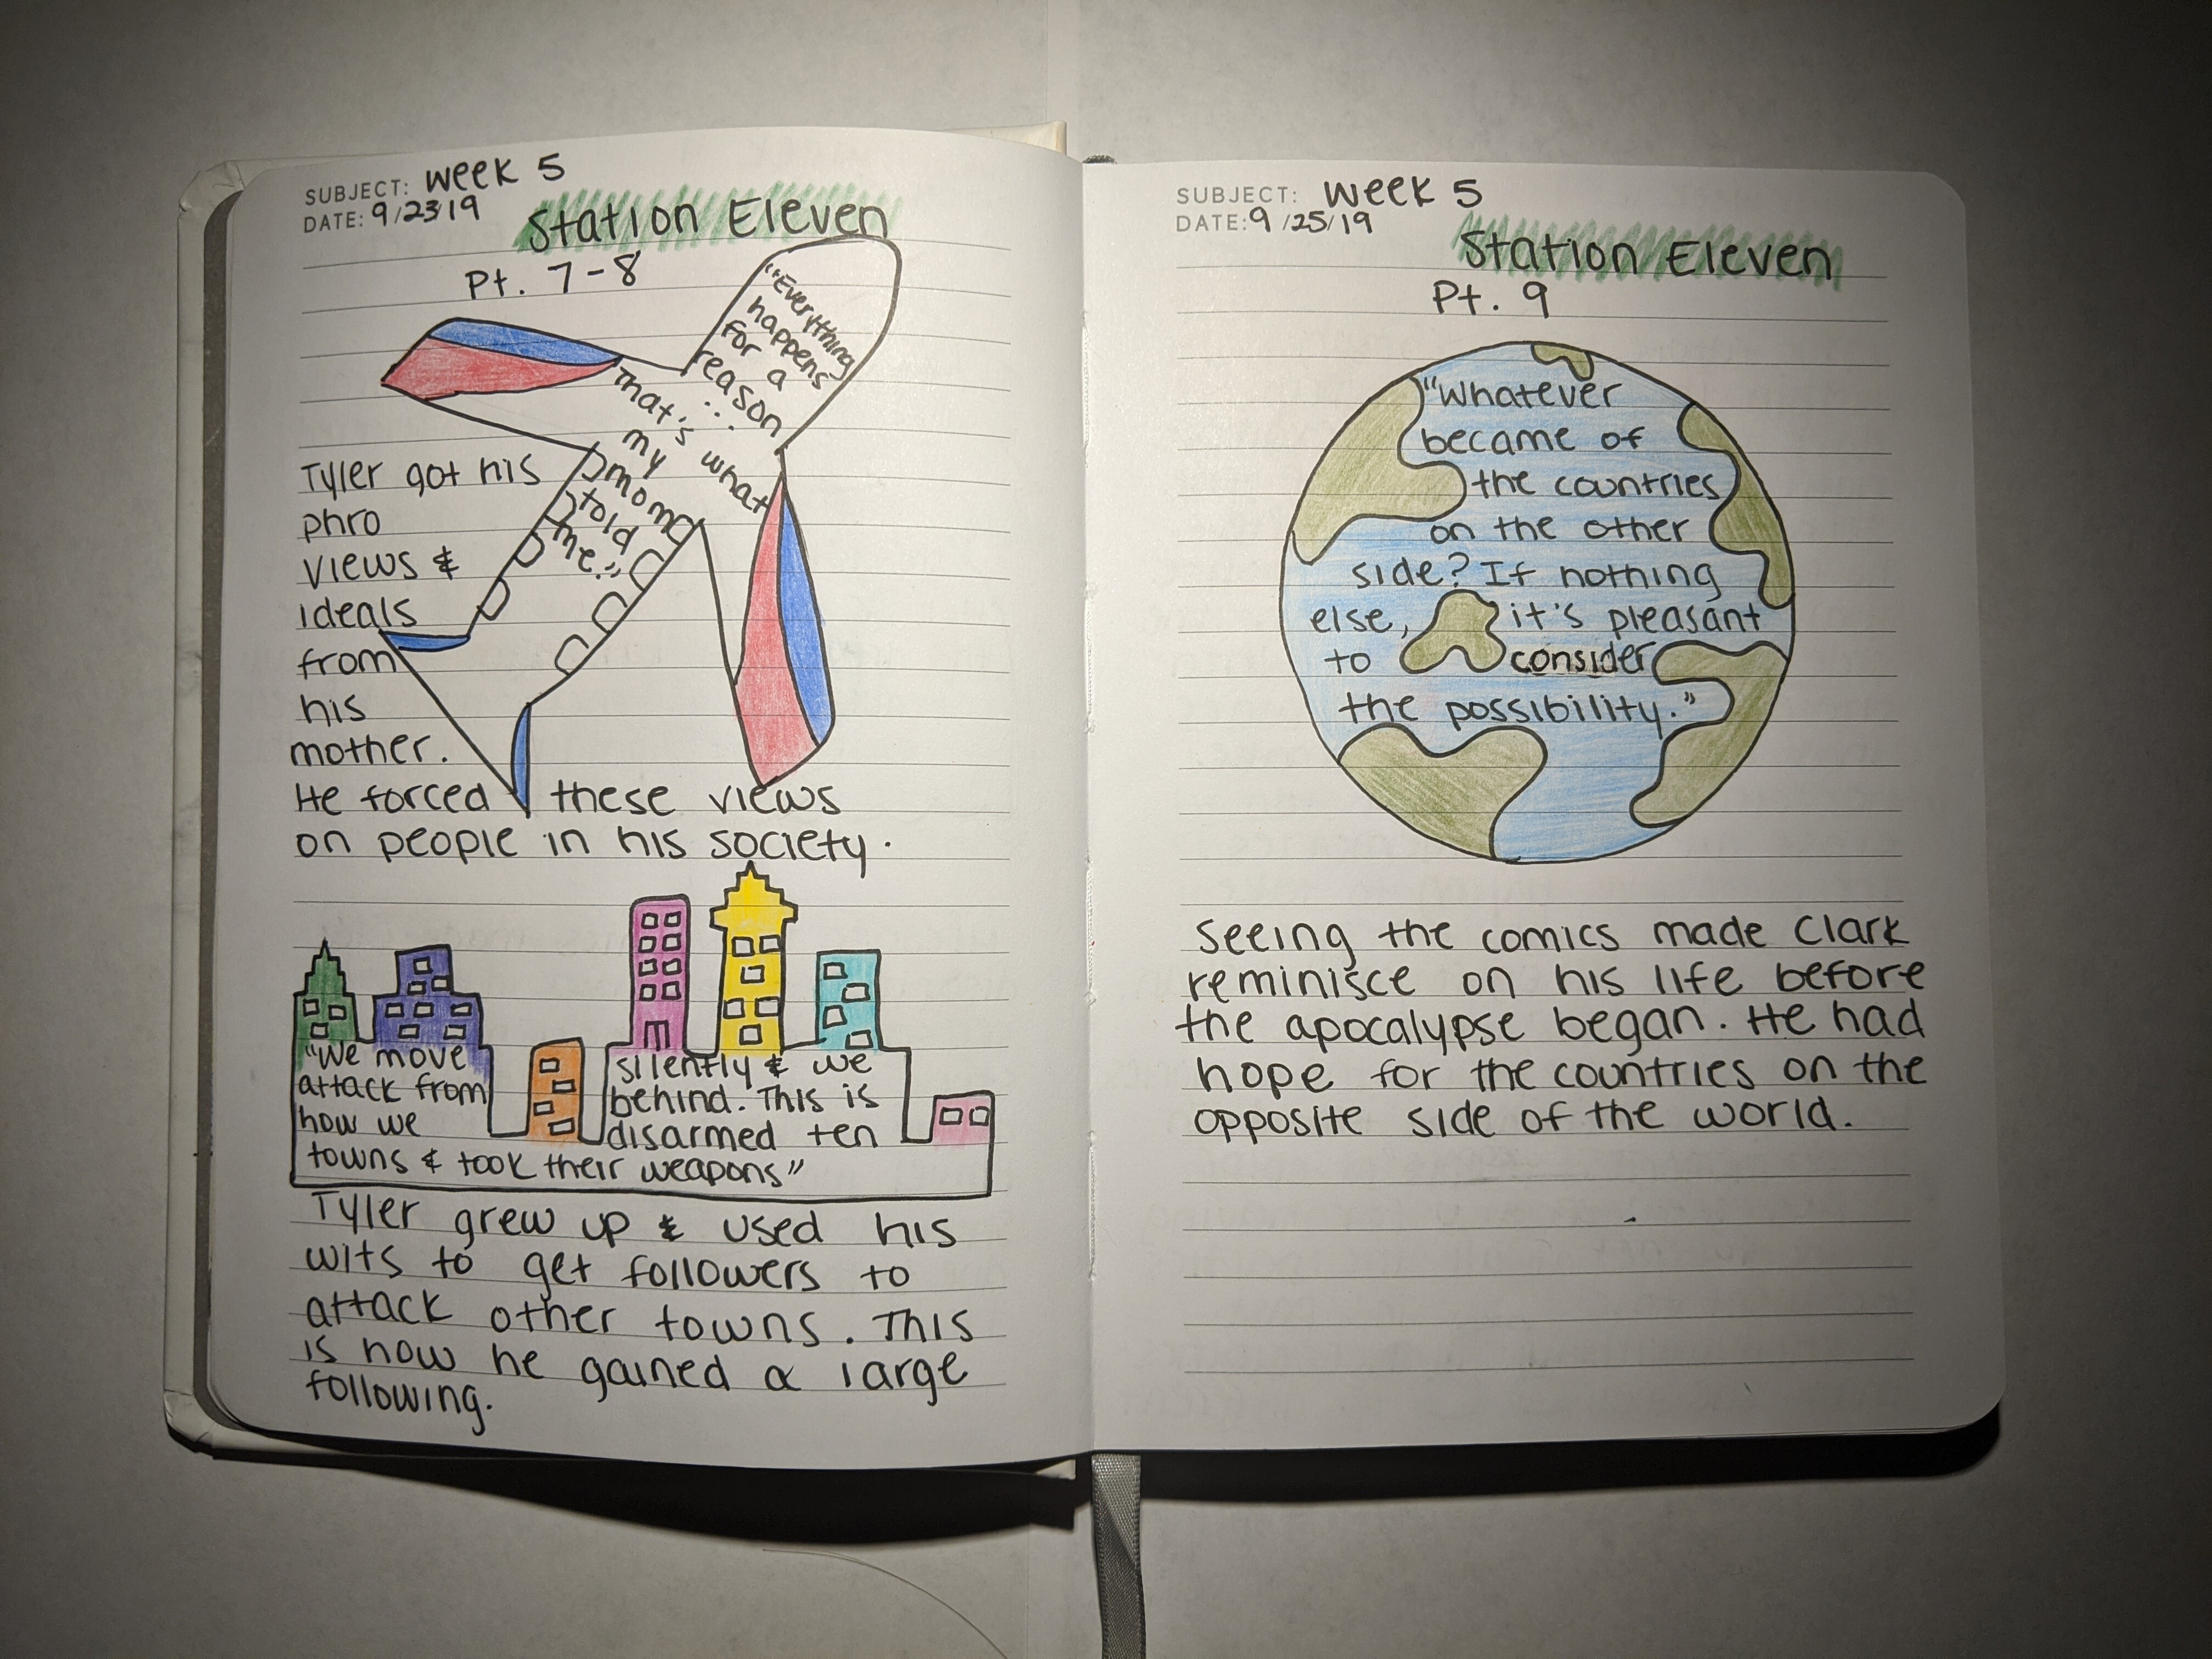 SUBJECT: Week 5
DATE: 9/23/19
Station Eleven
Pt. 7-8
"Everything
happens
for a
reason
...
That's what
my
mom
told
me."
Tyler got his
phro
views &
ideals
from
his
mother.
He forced these views
on people in his society.
"We move silently & we
attack from behind. This is
how we disarmed ten
towns & took their weapons"
Tyler grew up & used his
wits to get followers to
attack other towns. This
is how he gained a large
following.
SUBJECT: Week 5
DATE: 9/25/19
Station Eleven
Pt. 9
"Whatever
became of
the countries
on the other
side? If nothing
else, it's pleasant
to consider
the possibility."
Seeing the comics made Clark
reminisce on his life before
the apocalypse began. He had
hope for the countries on the
opposite side of the world.